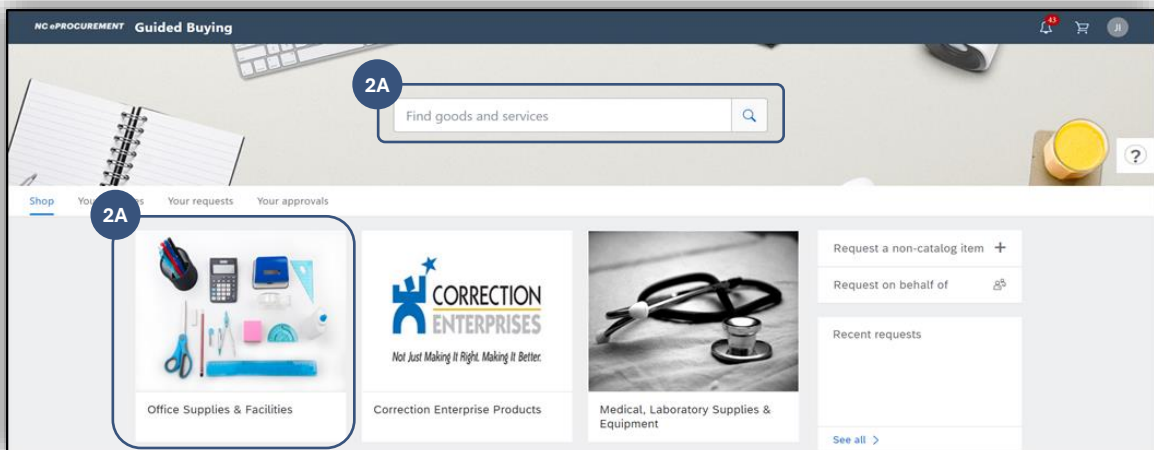 NC ePROCUREMENT Guided Buying
43
JI
2A
Find goods and services
?
Shop
Your requests
Your approvals
2A
CORRECTION
ENTERPRISES
Not Just Making It Right. Making It Better.
Office Supplies & Facilities
Correction Enterprise Products
Medical, Laboratory Supplies &
Equipment
Request a non-catalog item +
Request on behalf of
Recent requests
See all >